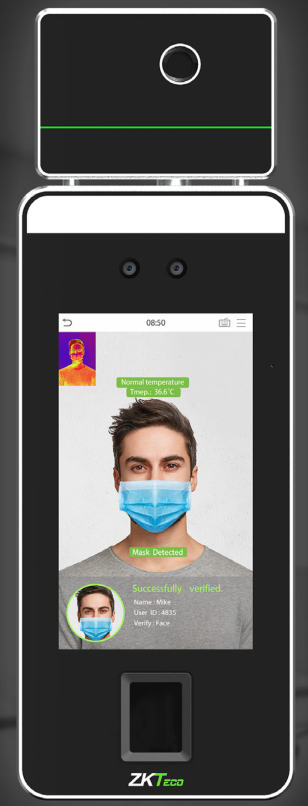 08:50
Normal temperature
Tmep.: 36.6°C
Mask Detected
Successfully verified.
Name : Mike
User ID : 4835
Verify : Face
ZKTECO